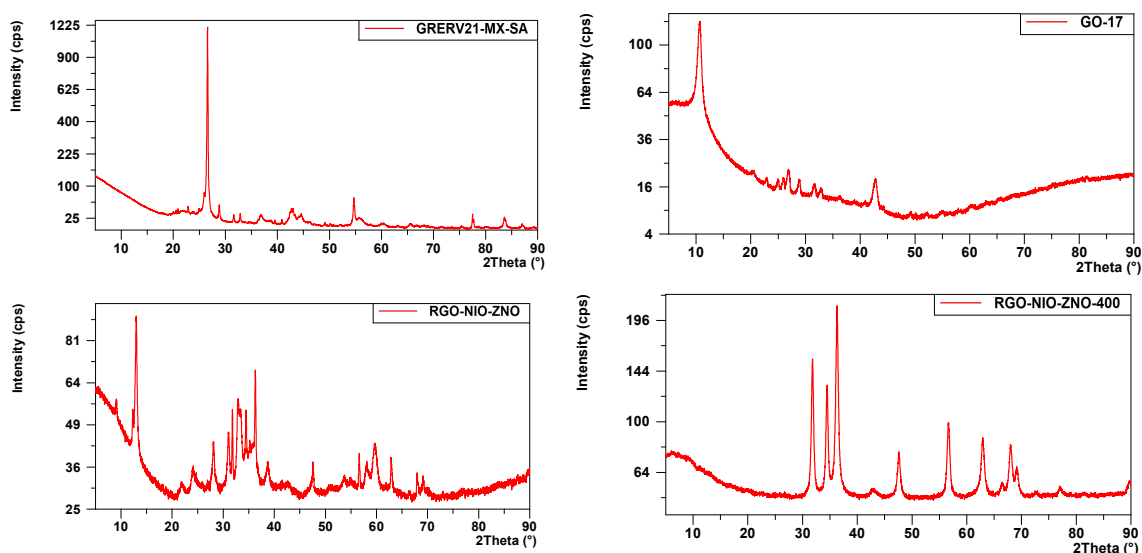 GRERV21-MX-SA
Intensity (cps)
1225
900
625
400
225
100
25
10 20 30 40 50 60 70 80 90
2Theta (°)
GO-17
Intensity (cps)
100
64
36
16
4
10 20 30 40 50 60 70 80 90
2Theta (°)
RGO-NIO-ZNO
Intensity (cps)
81
64
49
36
25
10 20 30 40 50 60 70 80 90
2Theta (°)
RGO-NIO-ZNO-400
Intensity (cps)
196
144
100
64
10 20 30 40 50 60 70 80 90
2Theta (°)